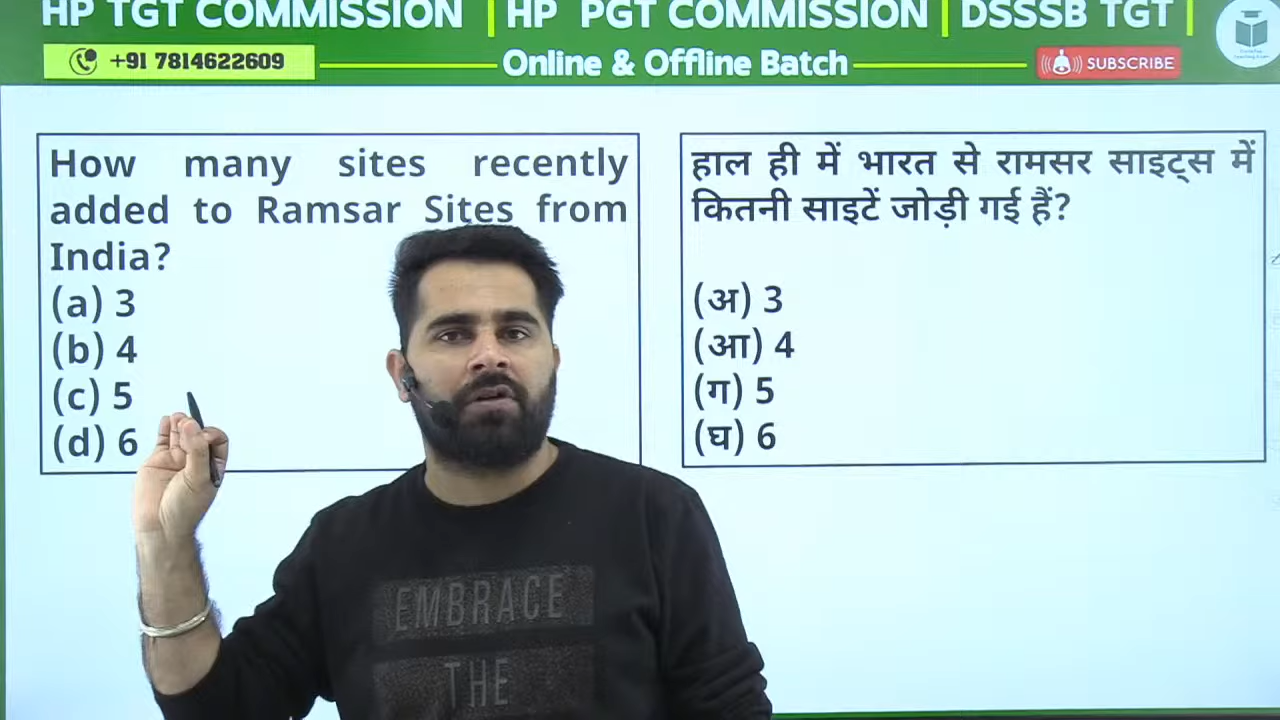 HP TGT COMMISSION | HP PGT COMMISSION | DSSSB TGT |
+91 7814622609
Online & Offline Batch
SUBSCRIBE
How many sites recently
added to Ramsar Sites from
India?
(a) 3
(b) 4
(c) 5
(d) 6
हाल ही में भारत से रामसर साइट्स में
कितनी साइटें जोड़ी गई हैं?
(अ) 3
(आ) 4
(ग) 5
(घ) 6
EMBRACE
THE